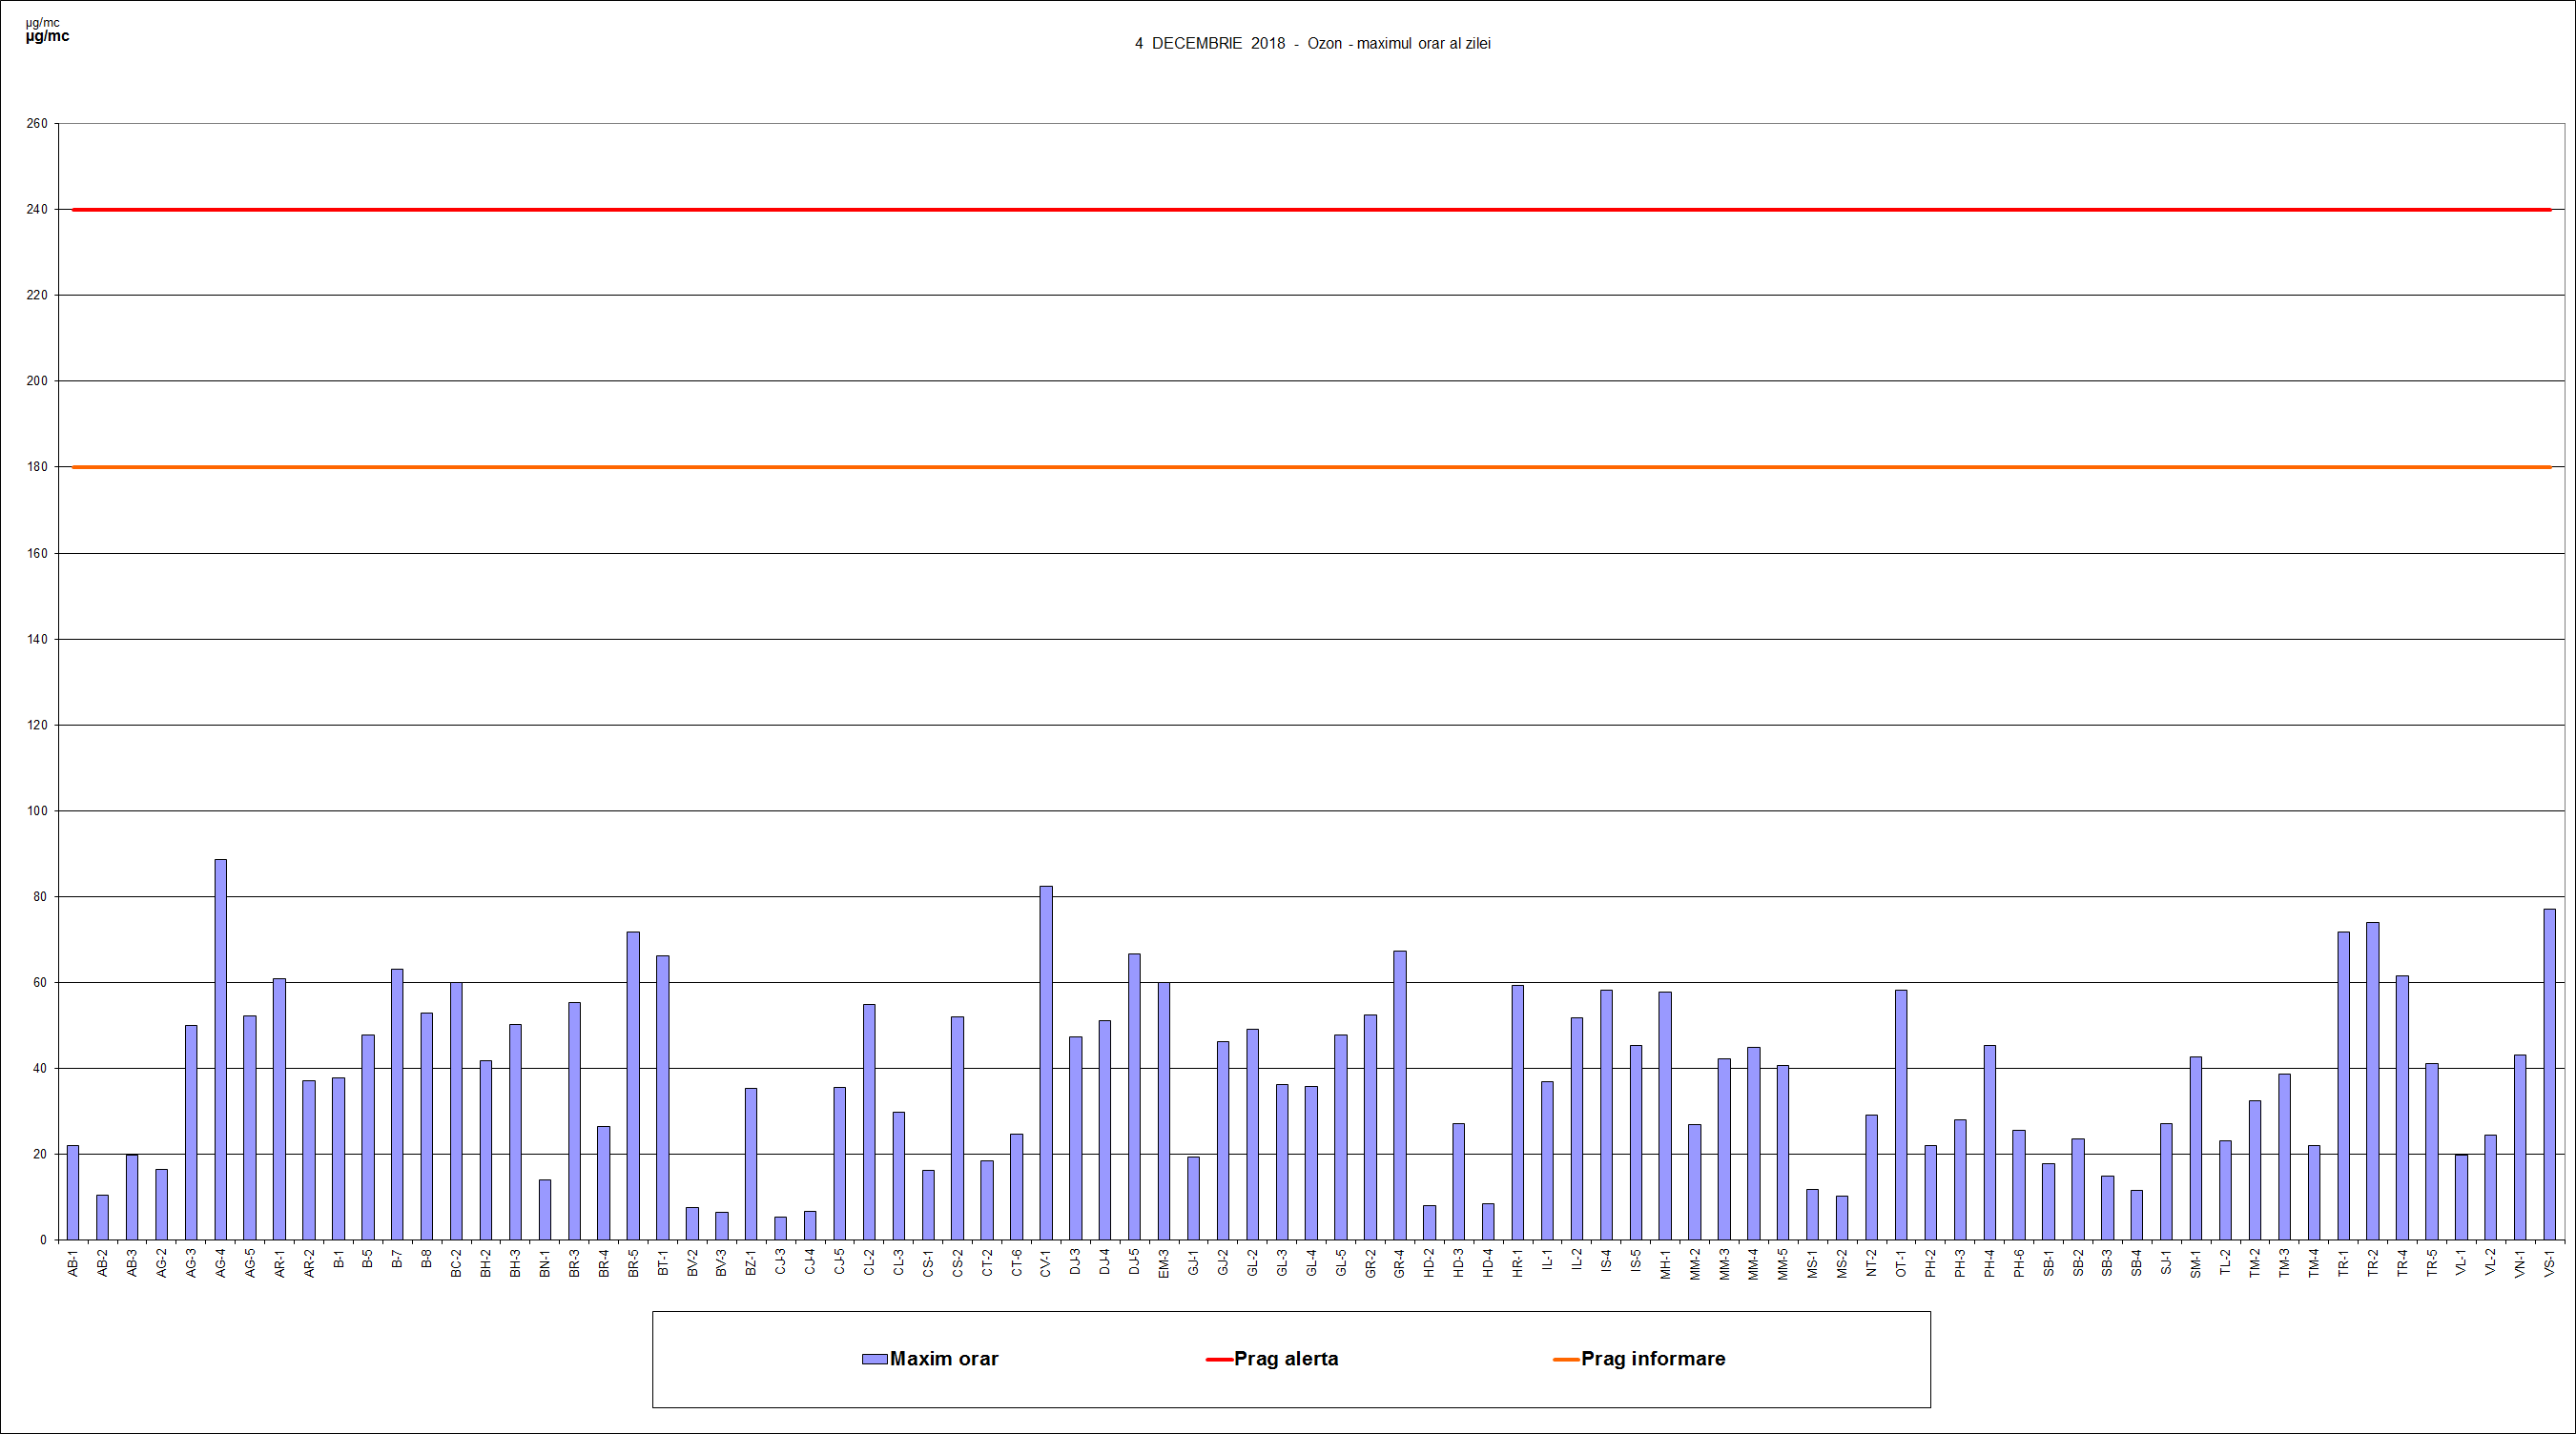 µg/mc
µg/mc
4 DECEMBRIE 2018 - Ozon - maximul orar al zilei
260
240
220
200
180
160
140
120
100
80
60
40
20
0
AB-1
AB-2
AB-3
AG-2
AG-3
AG-4
AG-5
AR-1
AR-2
B-1
B-5
B-7
B-8
BC-2
BH-2
BH-3
BN-1
BR-3
BR-4
BR-5
BT-1
BV-2
BV-3
BZ-1
CJ-3
CJ-4
CJ-5
CL-2
CL-3
CS-1
CS-2
CT-2
CT-6
CV-1
DJ-3
DJ-4
DJ-5
EM-3
GJ-1
GJ-2
GL-2
GL-3
GL-4
GL-5
GR-2
GR-4
HD-2
HD-3
HD-4
HR-1
IL-1
IL-2
IS-4
IS-5
MH-1
MM-2
MM-3
MM-4
MM-5
MS-1
MS-2
NT-2
OT-1
PH-2
PH-3
PH-4
PH-6
SB-1
SB-2
SB-3
SB-4
SJ-1
SM-1
TL-2
TM-2
TM-3
TM-4
TR-1
TR-2
TR-4
TR-5
VL-1
VL-2
VN-1
VS-1
Maxim orar
Prag alerta
Prag informare